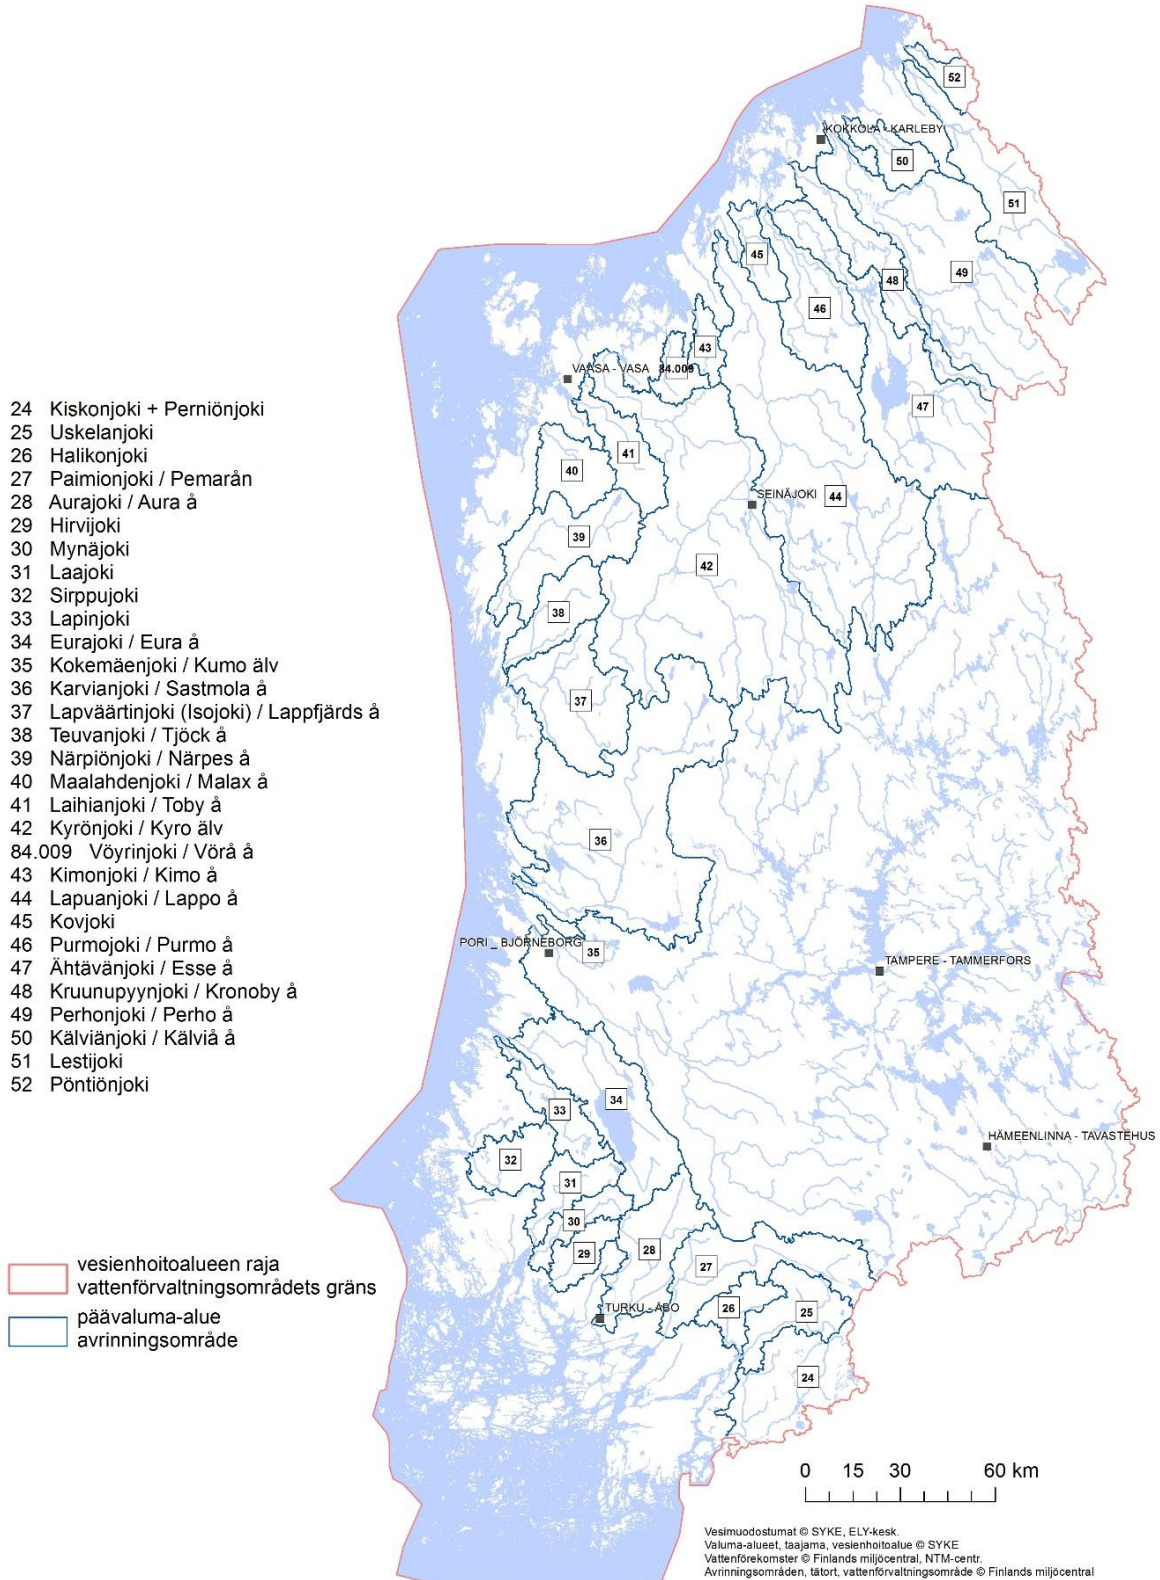 52
KOKKOLA - KARLEBY
50
51
45
49
48
46
43
VAASA - VASA
84.009
47
41
40
SEINÄJOKI
44
39
42
38
37
36
PORI _ BJÖRNEBORG
35
TAMPERE - TAMMERFORS
34
33
HÄMEENLINNA - TAVASTEHUS
32
31
30
29
28
27
26
25
TURKU - ÅBO
24
24 Kiskonjoki + Perniönjoki
25 Uskelanjoki
26 Halikonjoki
27 Paimionjoki / Pemarån
28 Aurajoki / Aura å
29 Hirvijoki
30 Mynäjoki
31 Laajoki
32 Sirppujoki
33 Lapinjoki
34 Eurajoki / Eura å
35 Kokemäenjoki / Kumo älv
36 Karvianjoki / Sastmola å
37 Lapväärtinjoki (Isojoki) / Lappfjärds å
38 Teuvanjoki / Tjöck å
39 Närpiönjoki / Närpes å
40 Maalahdenjoki / Malax å
41 Laihianjoki / Toby å
42 Kyrönjoki / Kyro älv
84.009 Vöyrinjoki / Vörå å
43 Kimonjoki / Kimo å
44 Lapuanjoki / Lappo å
45 Kovjoki
46 Purmojoki / Purmo å
47 Ähtävänjoki / Esse å
48 Kruunupyynjoki / Kronoby å
49 Perhonjoki / Perho å
50 Kälviänjoki / Kälviå å
51 Lestijoki
52 Pöntiönjoki
vesienhoitoalueen raja
vattenförvaltningsområdets gräns
päävaluma-alue
avrinningsområde
0 15 30 60 km
Vesimuodostumat © SYKE, ELY-kesk.
Valuma-alueet, taajama, vesienhoitoalue © SYKE
Vattenförekomster © Finlands miljöcentral, NTM-centr.
Avrinningsområden, tätort, vattenförvaltningsområde © Finlands miljöcentral